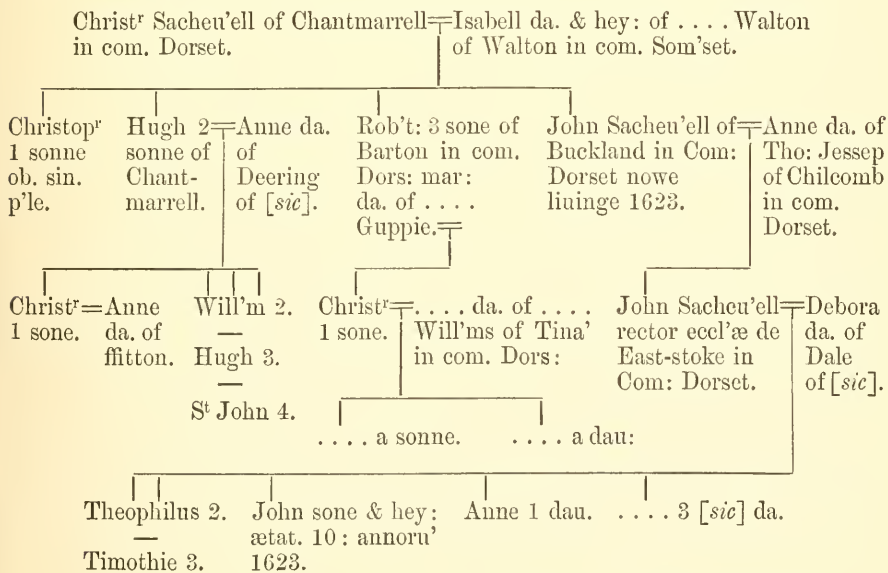 Christʳ Sacheu'ell of Chantmarrell=Isabell da. & hey: of . . . . Walton
in com. Dorset. of Walton in com. Som'set.
Christopʳ
1 sonne
ob. sin.
p'le.
Hugh 2=Anne da.
sonne of of
Chant- Deering
marrell. of [sic].
Rob't: 3 sone of
Barton in com.
Dors: mar:
da. of . . . .
Guppie.=
John Sacheu'ell of=Anne da. of
Buckland in Com: Tho: Jessep
Dorset nowe of Chilcomb
liuinge 1623. in com.
Dorset.
Christʳ=Anne
1 sone. da. of
ffitton.
Will'm 2.
—
Hugh 3.
—
Sᵗ John 4.
Christʳ=. . . . da. of . . . .
1 sone. Will'ms of Tina'
in com. Dors:
John Sacheu'ell=Debora
rector eccl'æ de da. of
East-stoke in Dale
Com: Dorset. of [sic].
. . . . a sonne. . . . . a dau:
Theophilus 2.
—
Timothie 3.
John sone & hey:
ætat. 10 : annoru'
1623.
Anne 1 dau. . . . . 3 [sic] da.